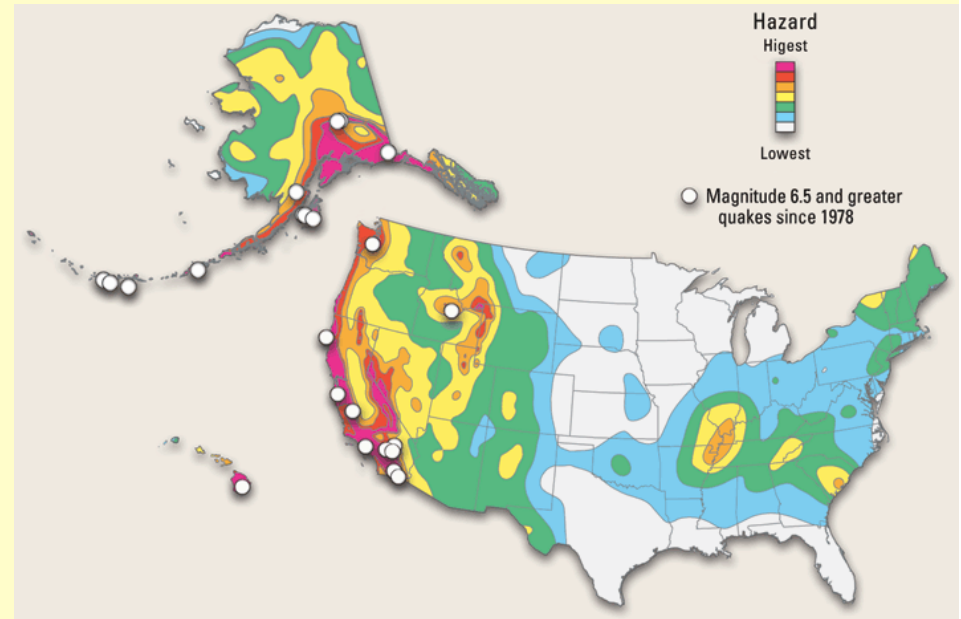 Hazard
Higest
Lowest
Magnitude 6.5 and greater
quakes since 1978